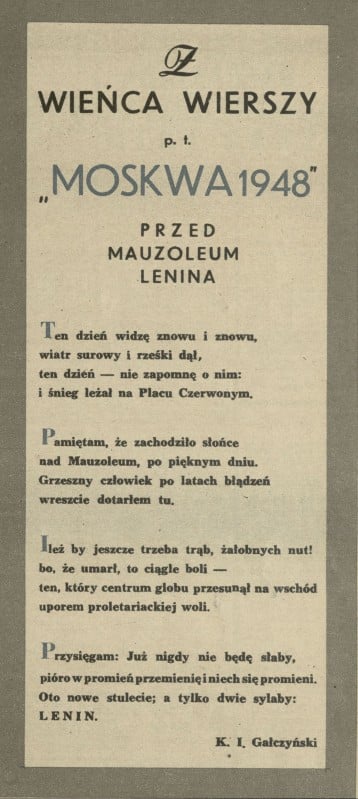 Z
WIEŃCA WIERSZY
p. t.
„MOSKWA 1948"
PRZED
MAUZOLEUM
LENINA
Ten dzień widzę znowu i znowu,
wiatr surowy i rześki dął,
ten dzień — nie zapomnę o nim:
i śnieg leżał na Placu Czerwonym.
Pamiętam, że zachodziło słońce
nad Mauzoleum, po pięknym dniu.
Grzeszny człowiek po latach błądzeń
wreszcie dotarłem tu.
Ileż by jeszcze trzeba trąb, żałobnych nut!
bo, że umarł, to ciągle boli —
ten, który centrum globu przesunął na wschód
uporem proletariackiej woli.
Przysięgam: Już nigdy nie będę słaby,
pióro w promień przemienię i niech się promieni.
Oto nowe stulecie; a tylko dwie sylaby:
LENIN.
K. I. Gałczyński